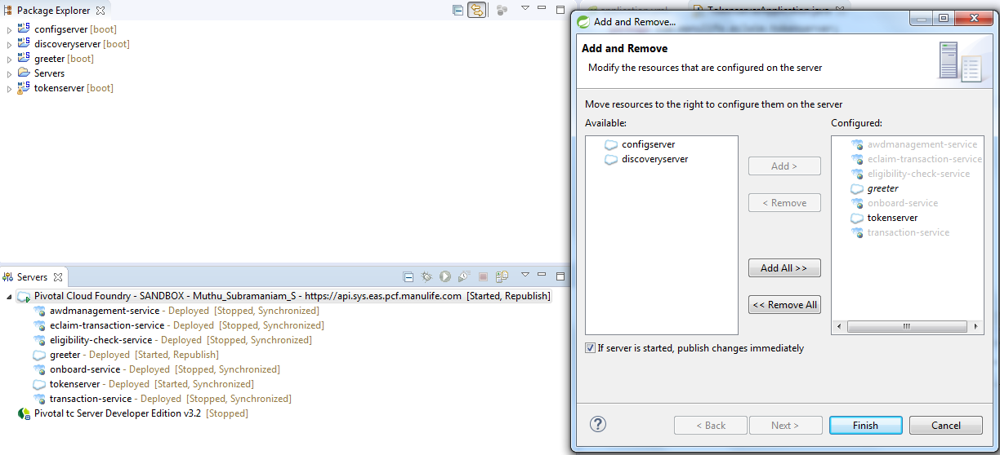 Package Explorer
configserver [boot]
discoveryserver [boot]
greeter [boot]
Servers
tokenserver [boot]
Servers
Pivotal Cloud Foundry - SANDBOX - Muthu_Subramaniam_S - https://api.sys.eas.pcf.manulife.com [Started, Republish]
awdmanagement-service - Deployed [Stopped, Synchronized]
eclaim-transaction-service - Deployed [Stopped, Synchronized]
eligibility-check-service - Deployed [Stopped, Synchronized]
greeter - Deployed [Started, Republish]
onboard-service - Deployed [Stopped, Synchronized]
tokenserver - Deployed [Started, Synchronized]
transaction-service - Deployed [Stopped, Synchronized]
Pivotal tc Server Developer Edition v3.2 [Stopped]
Add and Remove...
Add and Remove
Modify the resources that are configured on the server
Move resources to the right to configure them on the server
Available:
configserver
discoveryserver
Add >
< Remove
Add All >>
<< Remove All
Configured:
awdmanagement-service
eclaim-transaction-service
eligibility-check-service
greeter
onboard-service
tokenserver
transaction-service
If server is started, publish changes immediately
< Back
Next >
Finish
Cancel